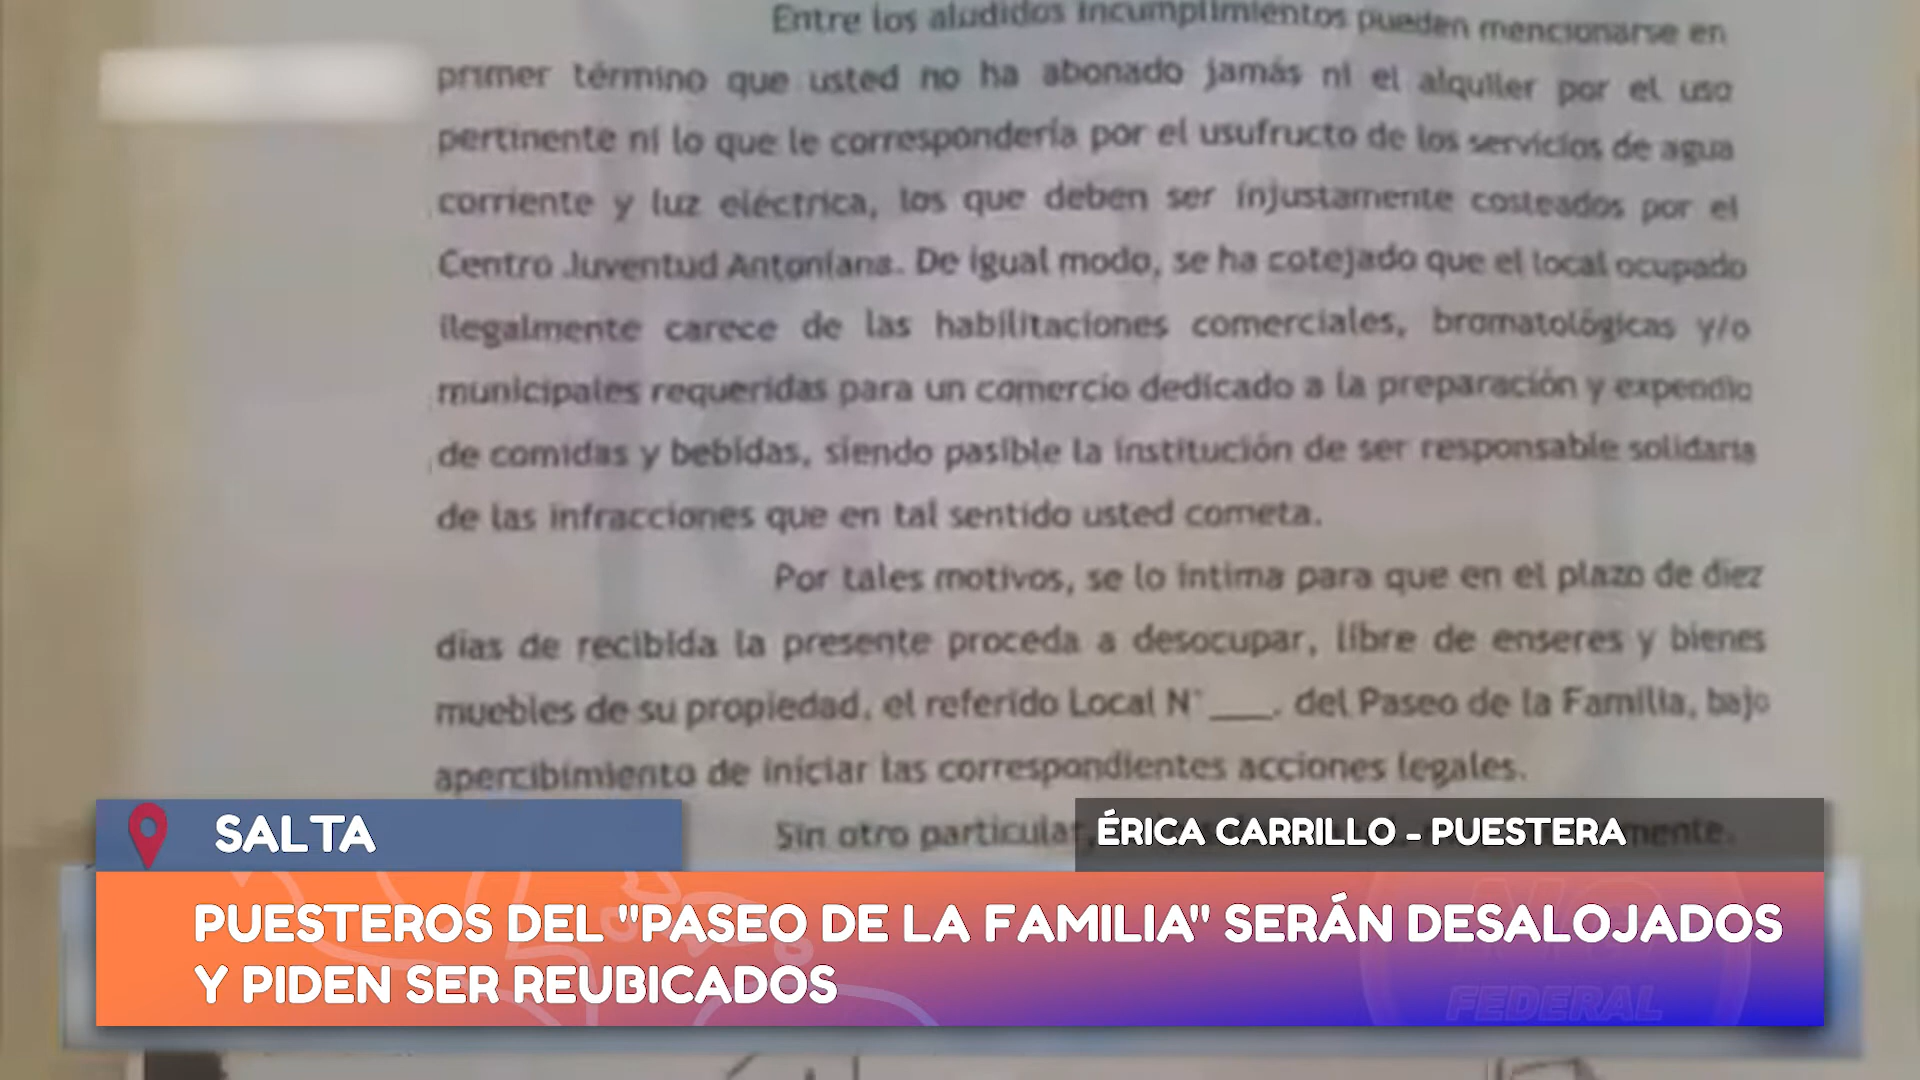 Entre los aludidos incumplimientos pueden mencionarse en
primer término que usted no ha abonado jamás ni el alquiler por el uso
pertinente ni lo que le correspondería por el usufructo de los servicios de agua
corriente y luz eléctrica, los que deben ser injustamente costeados por el
Centro Juventud Antoniana. De igual modo, se ha cotejado que el local ocupado
ilegalmente carece de las habilitaciones comerciales, bromatológicas y/o
municipales requeridas para un comercio dedicado a la preparación y expendio
de comidas y bebidas, siendo pasible la institución de ser responsable solidaria
de las infracciones que en tal sentido usted cometa.
Por tales motivos, se lo intima para que en el plazo de diez
días de recibida la presente proceda a desocupar, libre de enseres y bienes
muebles de su propiedad, el referido Local N° ___. del Paseo de la Familia, bajo
apercibimiento de iniciar las correspondientes acciones legales.
Sin otro particular,
SALTA
ÉRICA CARRILLO - PUESTERA
PUESTEROS DEL "PASEO DE LA FAMILIA" SERÁN DESALOJADOS
Y PIDEN SER REUBICADOS
FEDERAL